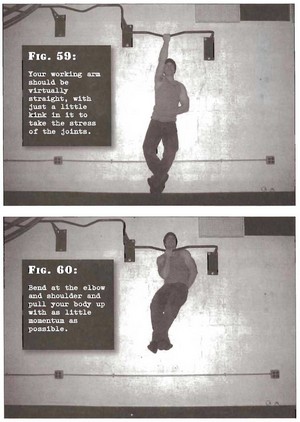 FIG. 59:
Your working arm
should be
virtually
straight, with
just a little
kink in it to
take the stress
of the joints.
FIG. 60:
Bend at the elbow
and shoulder and
pull your body up
with as little
momentum as
possible.